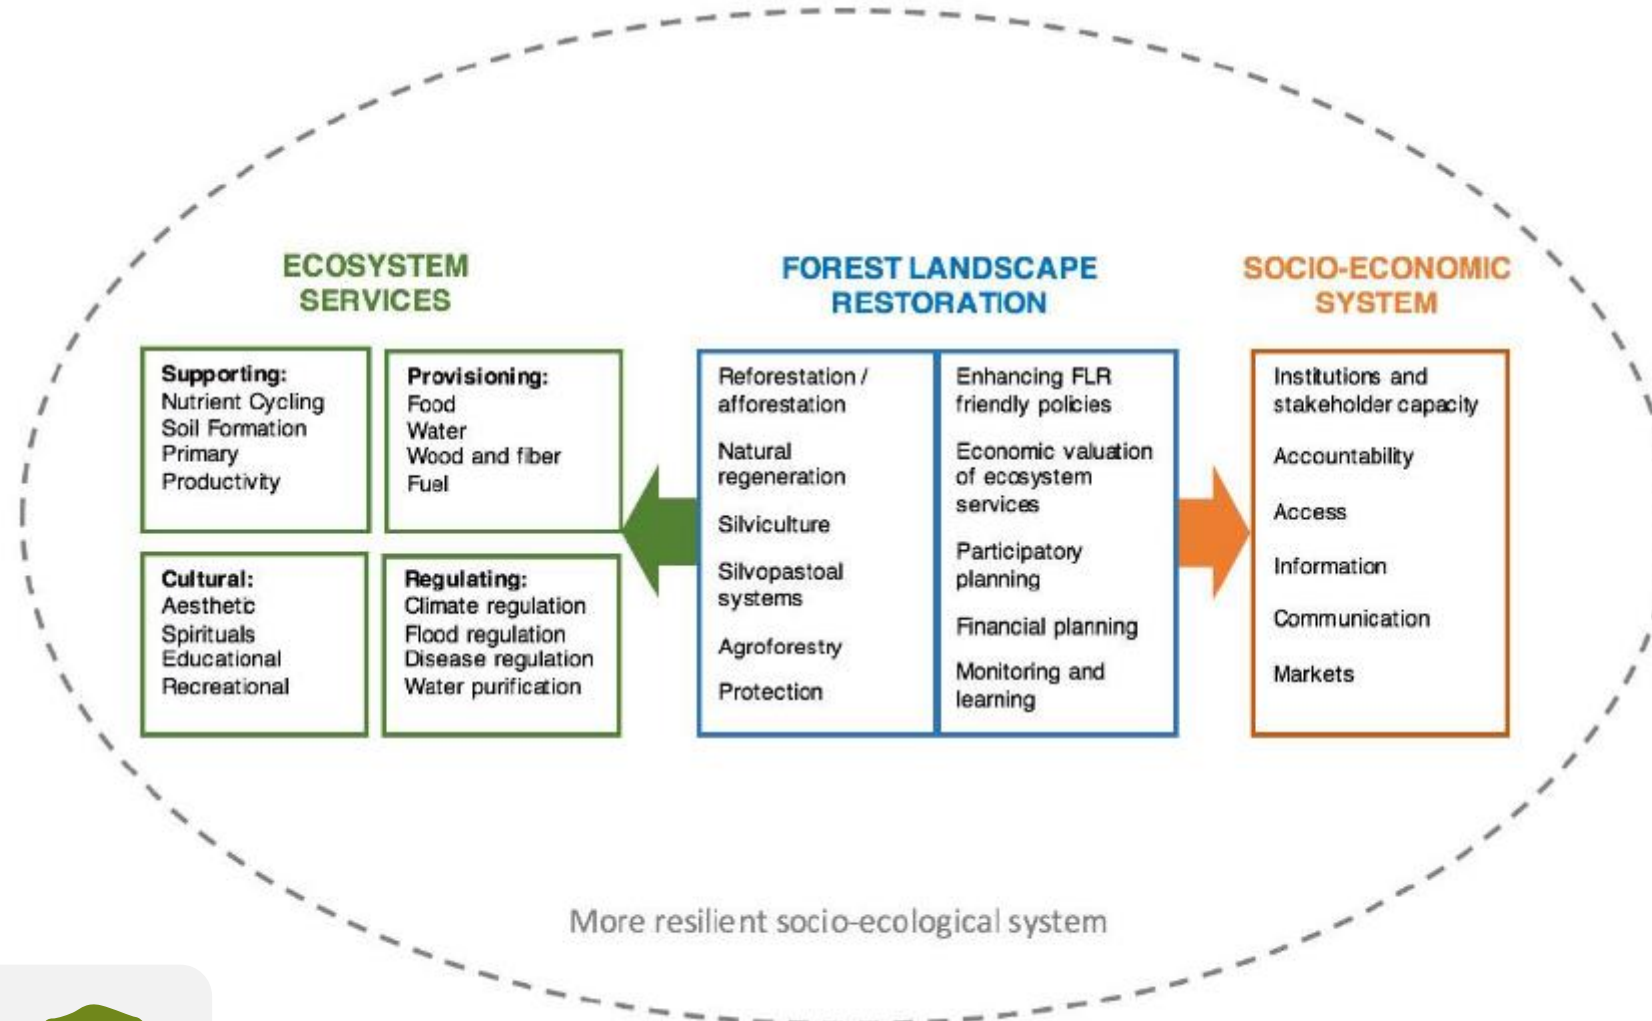 ECOSYSTEM
SERVICES
Supporting:
Nutrient Cycling
Soil Formation
Primary
Productivity
Provisioning:
Food
Water
Wood and fiber
Fuel
Cultural:
Aesthetic
Spirituals
Educational
Recreational
Regulating:
Climate regulation
Flood regulation
Disease regulation
Water purification
FOREST LANDSCAPE
RESTORATION
Reforestation /
afforestation
Natural
regeneration
Silviculture
Silvopastoal
systems
Agroforestry
Protection
Enhancing FLR
friendly policies
Economic valuation
of ecosystem
services
Participatory
planning
Financial planning
Monitoring and
learning
SOCIO-ECONOMIC
SYSTEM
Institutions and
stakeholder capacity
Accountability
Access
Information
Communication
Markets
More resilient socio-ecological system